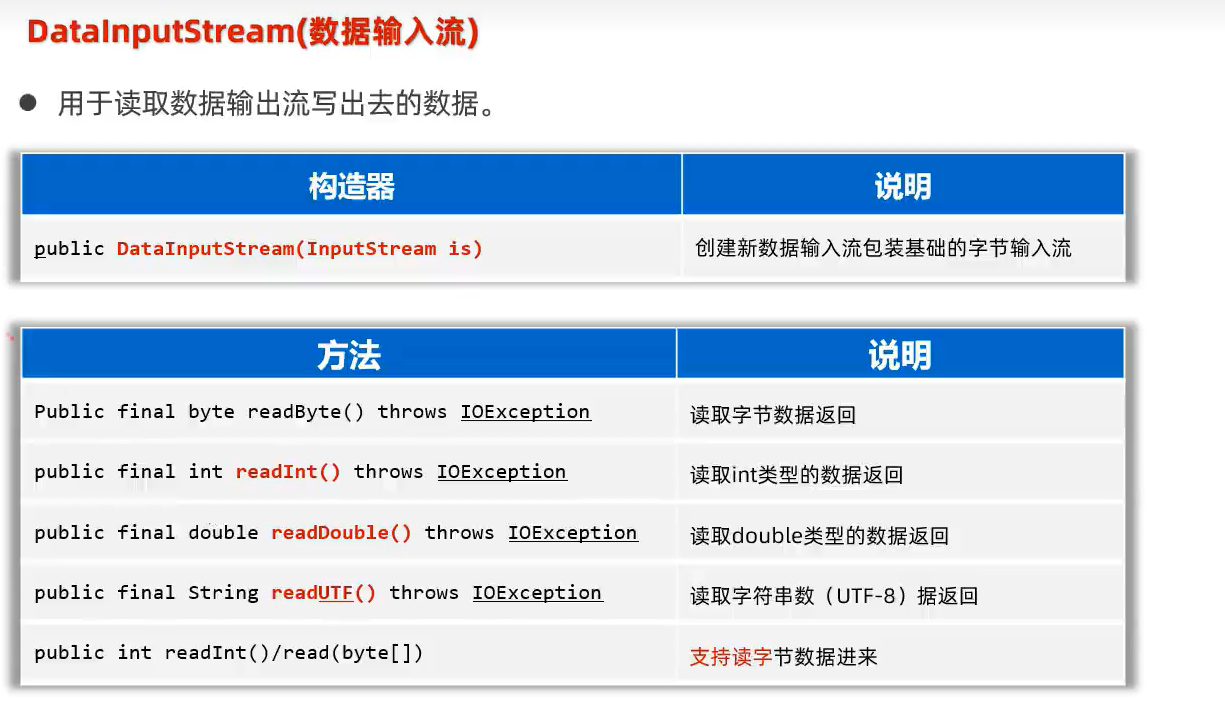 DataInputStream(数据输入流)
● 用于读取数据输出流写出去的数据。
构造器 说明
public DataInputStream(InputStream is) 创建新数据输入流包装基础的字节输入流
方法 说明
Public final byte readByte() throws IOException 读取字节数据返回
public final int readInt() throws IOException 读取int类型的数据返回
public final double readDouble() throws IOException 读取double类型的数据返回
public final String readUTF() throws IOException 读取字符串数（UTF-8）据返回
public int readInt()/read(byte[]) 支持读字节数据进来